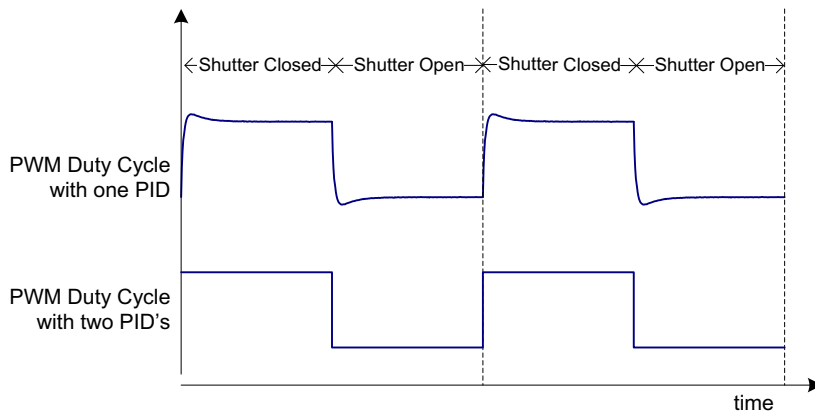 Shutter Closed Shutter Open Shutter Closed Shutter Open
PWM Duty Cycle
with one PID
PWM Duty Cycle
with two PID's
time